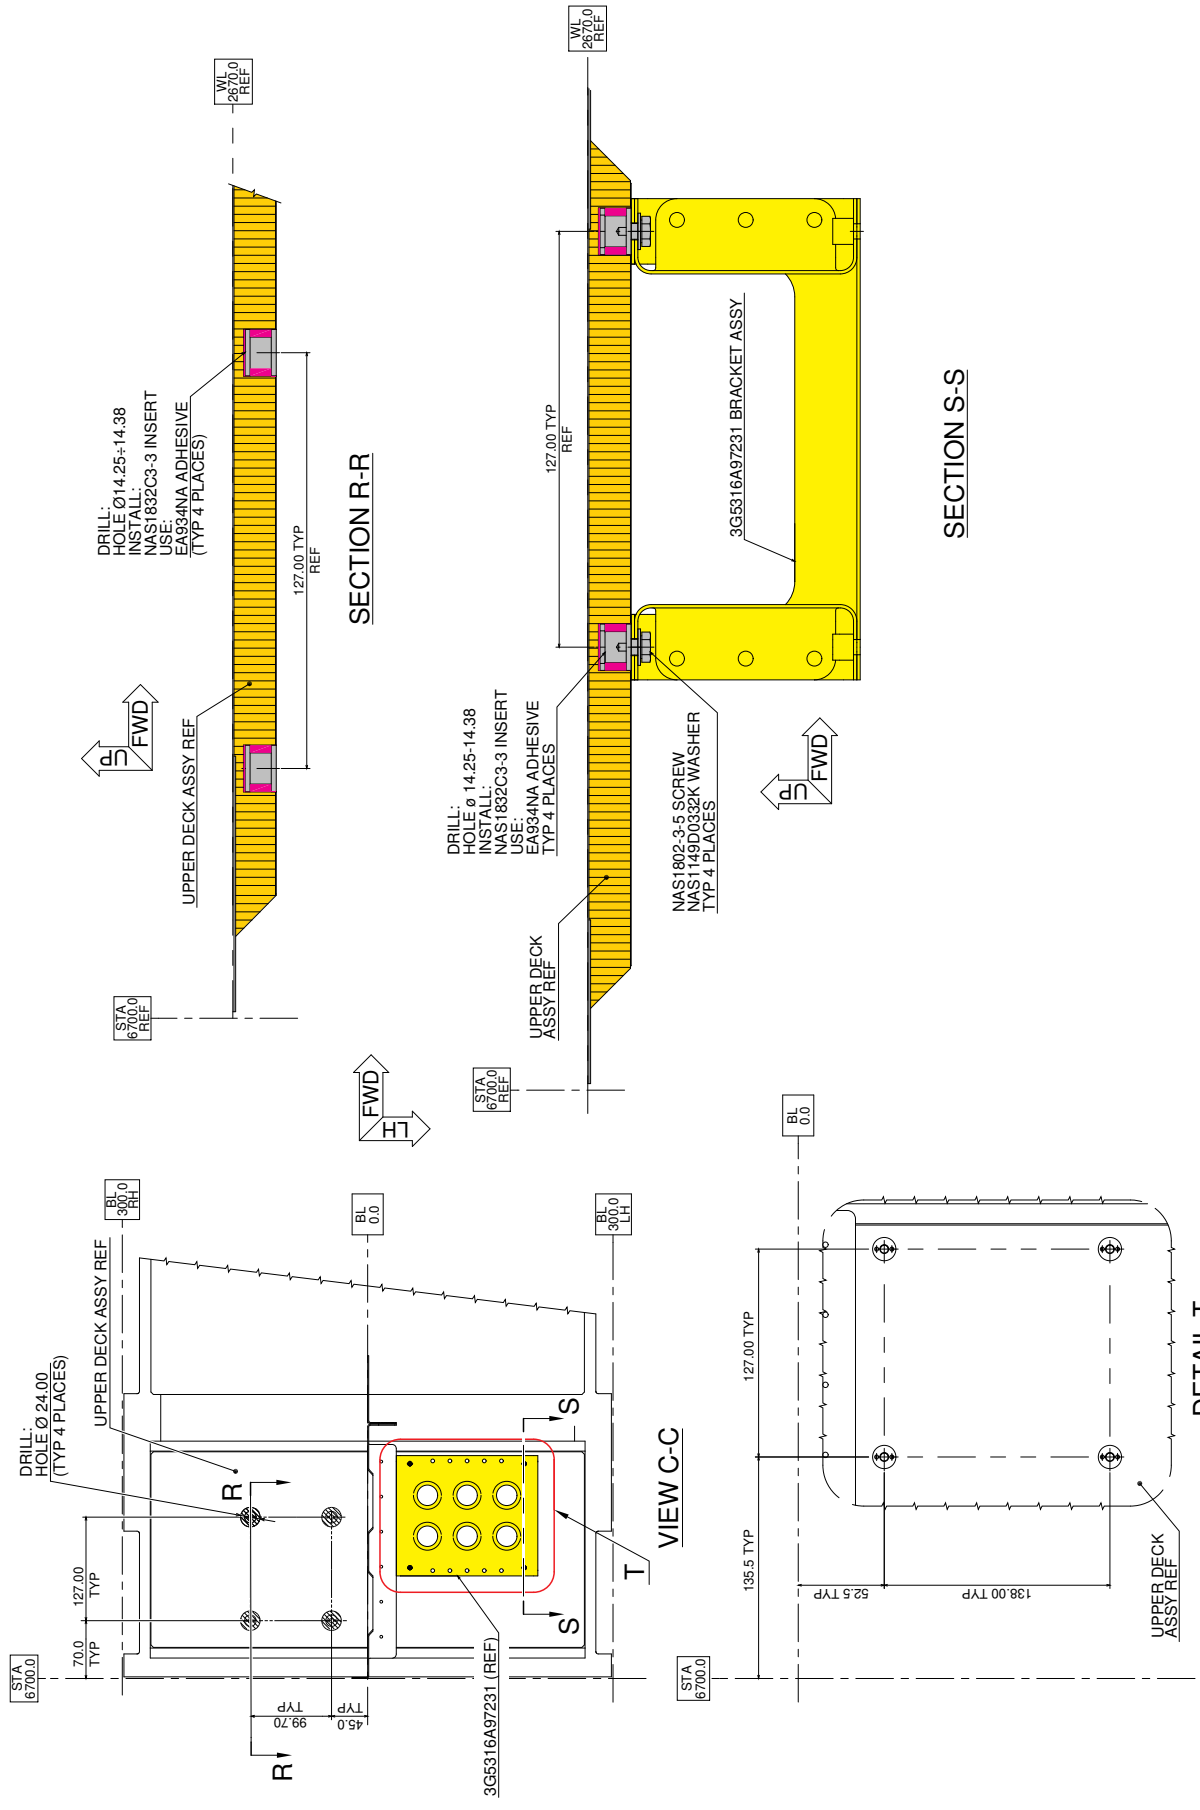 STA
6700.0
70.0
TYP
127.00
TYP
DRILL:
HOLE Ø 24.00
(TYP 4 PLACES)
UPPER DECK ASSY REF
BL
300.0
RH
R
R
99.70
TYP
45.0
TYP
BL
0.0
3G5316A97231 (REF)
S
S
T
BL
300.0
LH
VIEW C-C
FWD
LH
STA
6700.0
REF
UPPER DECK ASSY REF
UP
FWD
DRILL:
HOLE Ø14.25÷14.38
INSTALL:
NAS1832C3-3 INSERT
USE:
EA934NA ADHESIVE
(TYP 4 PLACES)
WL
2670.0
REF
127.00 TYP
REF
SECTION R-R
STA
6700.0
REF
UPPER DECK
ASSY REF
DRILL:
HOLE ø 14.25-14.38
INSTALL:
NAS1832C3-3 INSERT
USE:
EA934NA ADHESIVE
TYP 4 PLACES
127.00 TYP
REF
WL
2670.0
REF
NAS1802-3-5 SCREW
NAS1149D0332K WASHER
TYP 4 PLACES
3G5316A97231 BRACKET ASSY
UP
FWD
SECTION S-S
STA
6700.0
135.5 TYP
127.00 TYP
BL
0.0
52.5 TYP
138.00 TYP
UPPER DECK
ASSY REF
DETAIL T